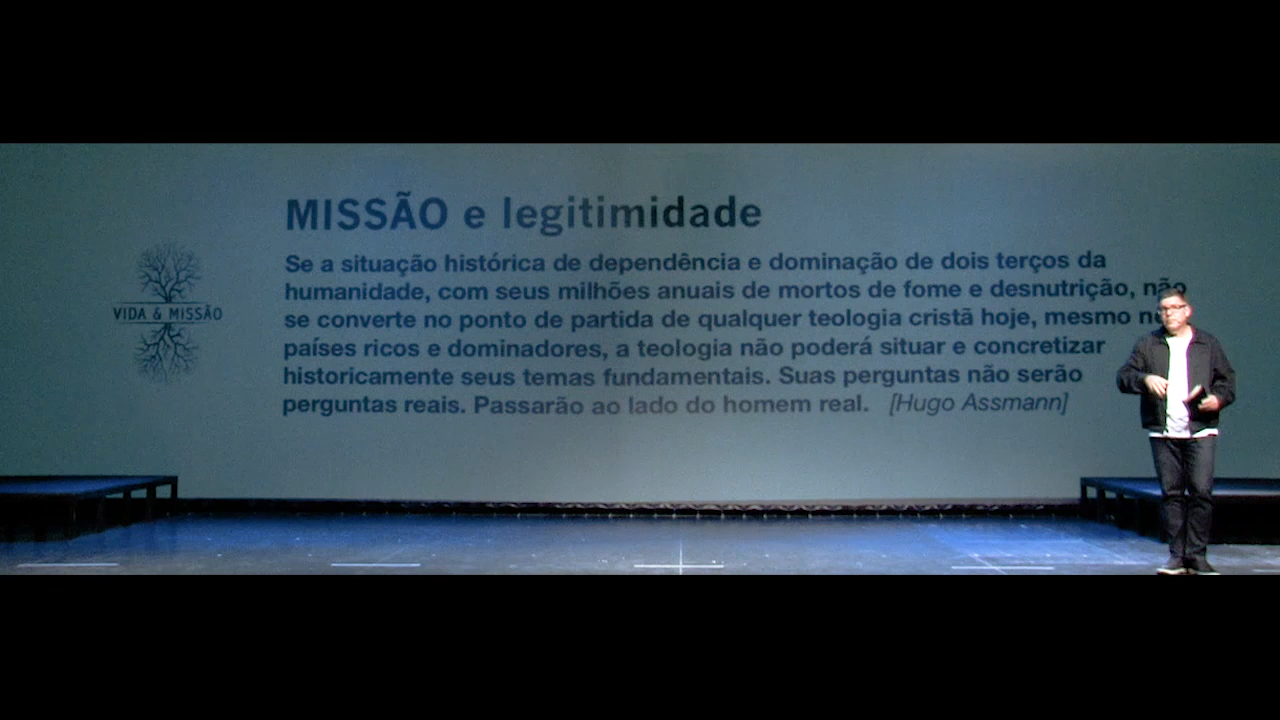 MISSÃO e legitimidade
Se a situação histórica de dependência e dominação de dois terços da
humanidade, com seus milhões anuais de mortos de fome e desnutrição, não
se converte no ponto de partida de qualquer teologia cristã hoje, mesmo
países ricos e dominadores, a teologia não poderá situar e concretizar
historicamente seus temas fundamentais. Suas perguntas não serão
perguntas reais. Passarão ao lado do homem real. [Hugo Assmann]
VIDA & MISSÃO